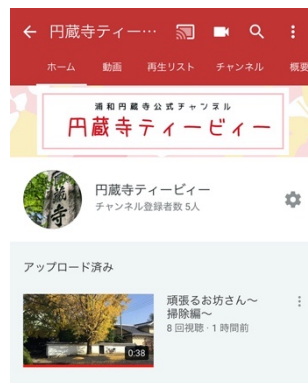 円蔵寺ティー…
ホーム 動画 再生リスト チャンネル 概要
浦和円蔵寺公式チャンネル
円蔵寺ティービィー
円蔵寺ティービィー
チャンネル登録者数 5人
アップロード済み
頑張るお坊さん〜
掃除編〜
8 回視聴・1 時間前
0:38